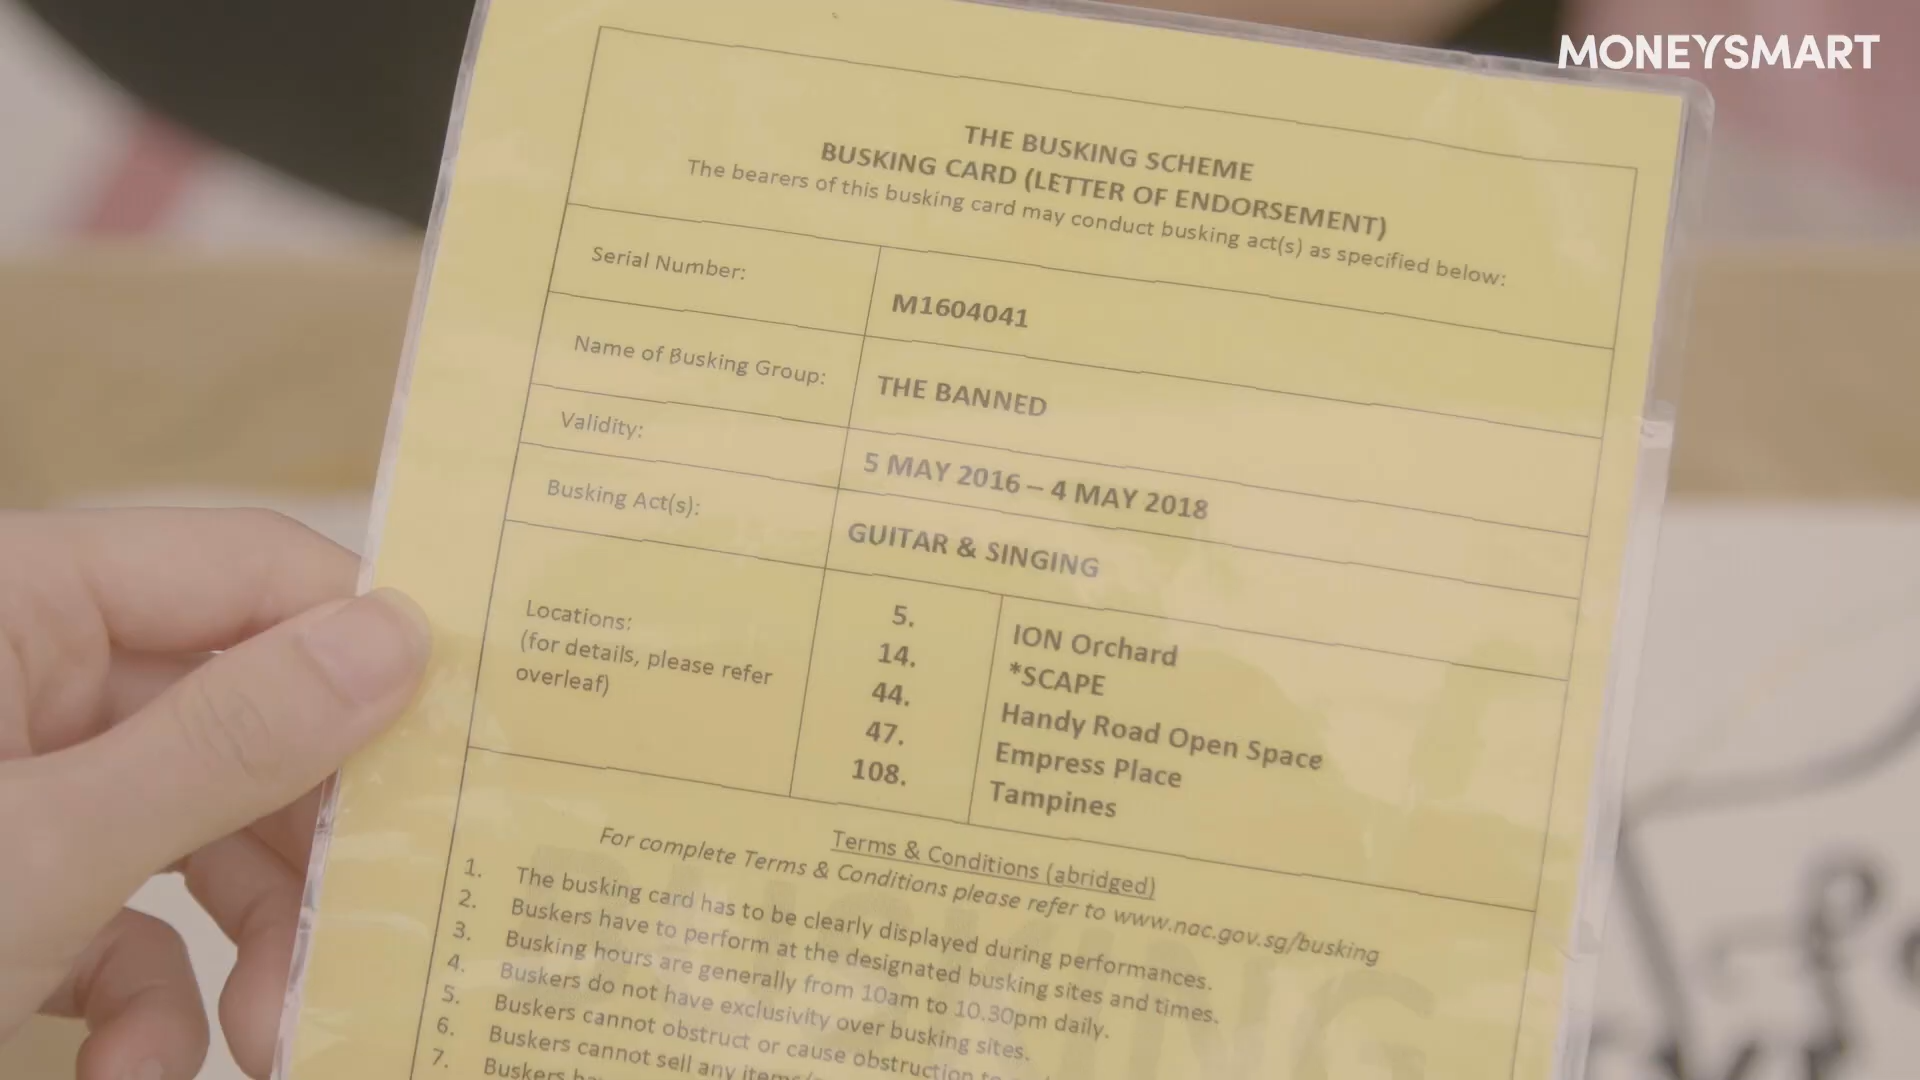 MONEYSMART
THE BUSKING SCHEME
BUSKING CARD (LETTER OF ENDORSEMENT)
The bearers of this busking card may conduct busking act(s) as specified below:
Serial Number: M1604041
Name of Busking Group: THE BANNED
Validity: 5 MAY 2016 – 4 MAY 2018
Busking Act(s): GUITAR & SINGING
Locations:
(for details, please refer
overleaf)
5. ION Orchard
14. *SCAPE
44. Handy Road Open Space
47. Empress Place
108. Tampines
Terms & Conditions (abridged)
For complete Terms & Conditions please refer to www.nac.gov.sg/busking
1. The busking card has to be clearly displayed during performances.
2. Buskers have to perform at the designated busking sites and times.
3. Busking hours are generally from 10am to 10.30pm daily.
4. Buskers do not have exclusivity over busking sites.
5. Buskers cannot obstruct or cause obstruction
6. Buskers cannot sell any
7. Buskers